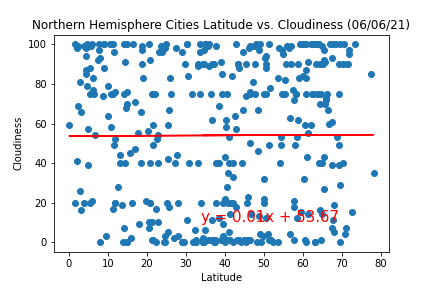 Northern Hemisphere Cities Latitude vs. Cloudiness (06/06/21)
100
80
60
40
20
0
Cloudiness
y = 0.01x + 53.67
0 10 20 30 40 50 60 70 80
Latitude